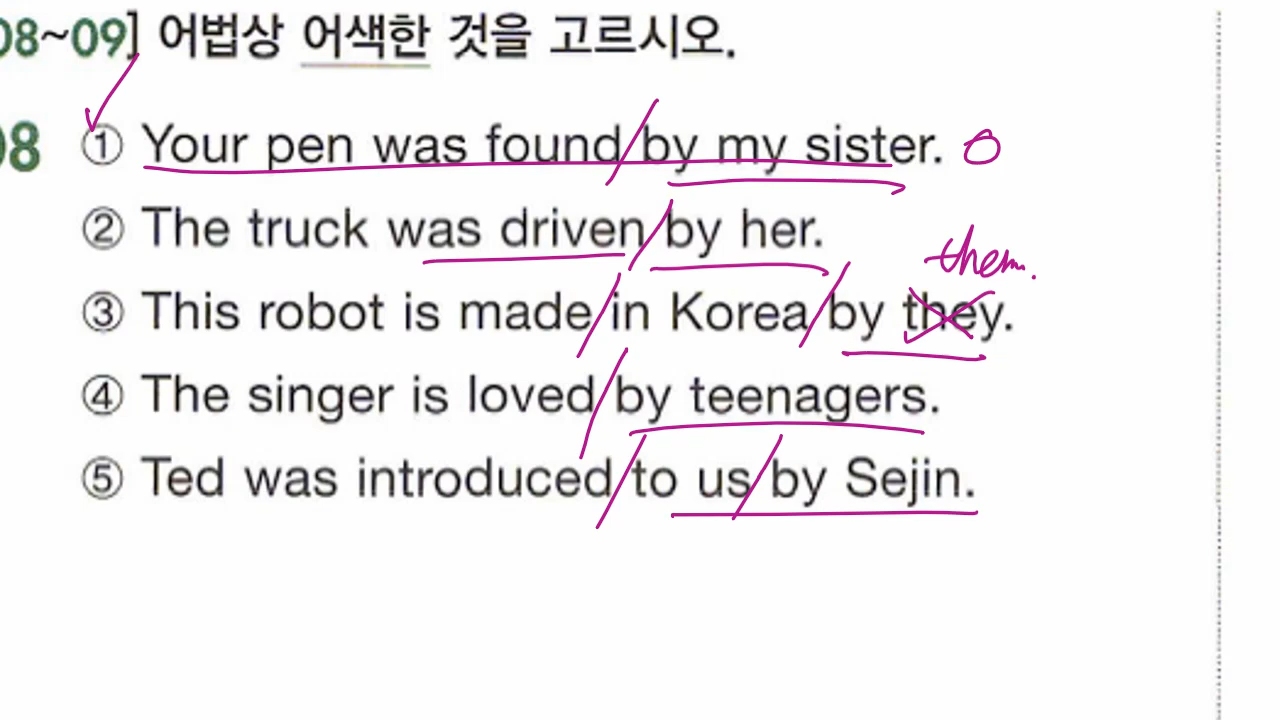 08~09] 어법상 어색한 것을 고르시오.
08 ① Your pen was found by my sister. O
② The truck was driven by her.
them.
③ This robot is made in Korea by they.
④ The singer is loved by teenagers.
⑤ Ted was introduced to us by Sejin.